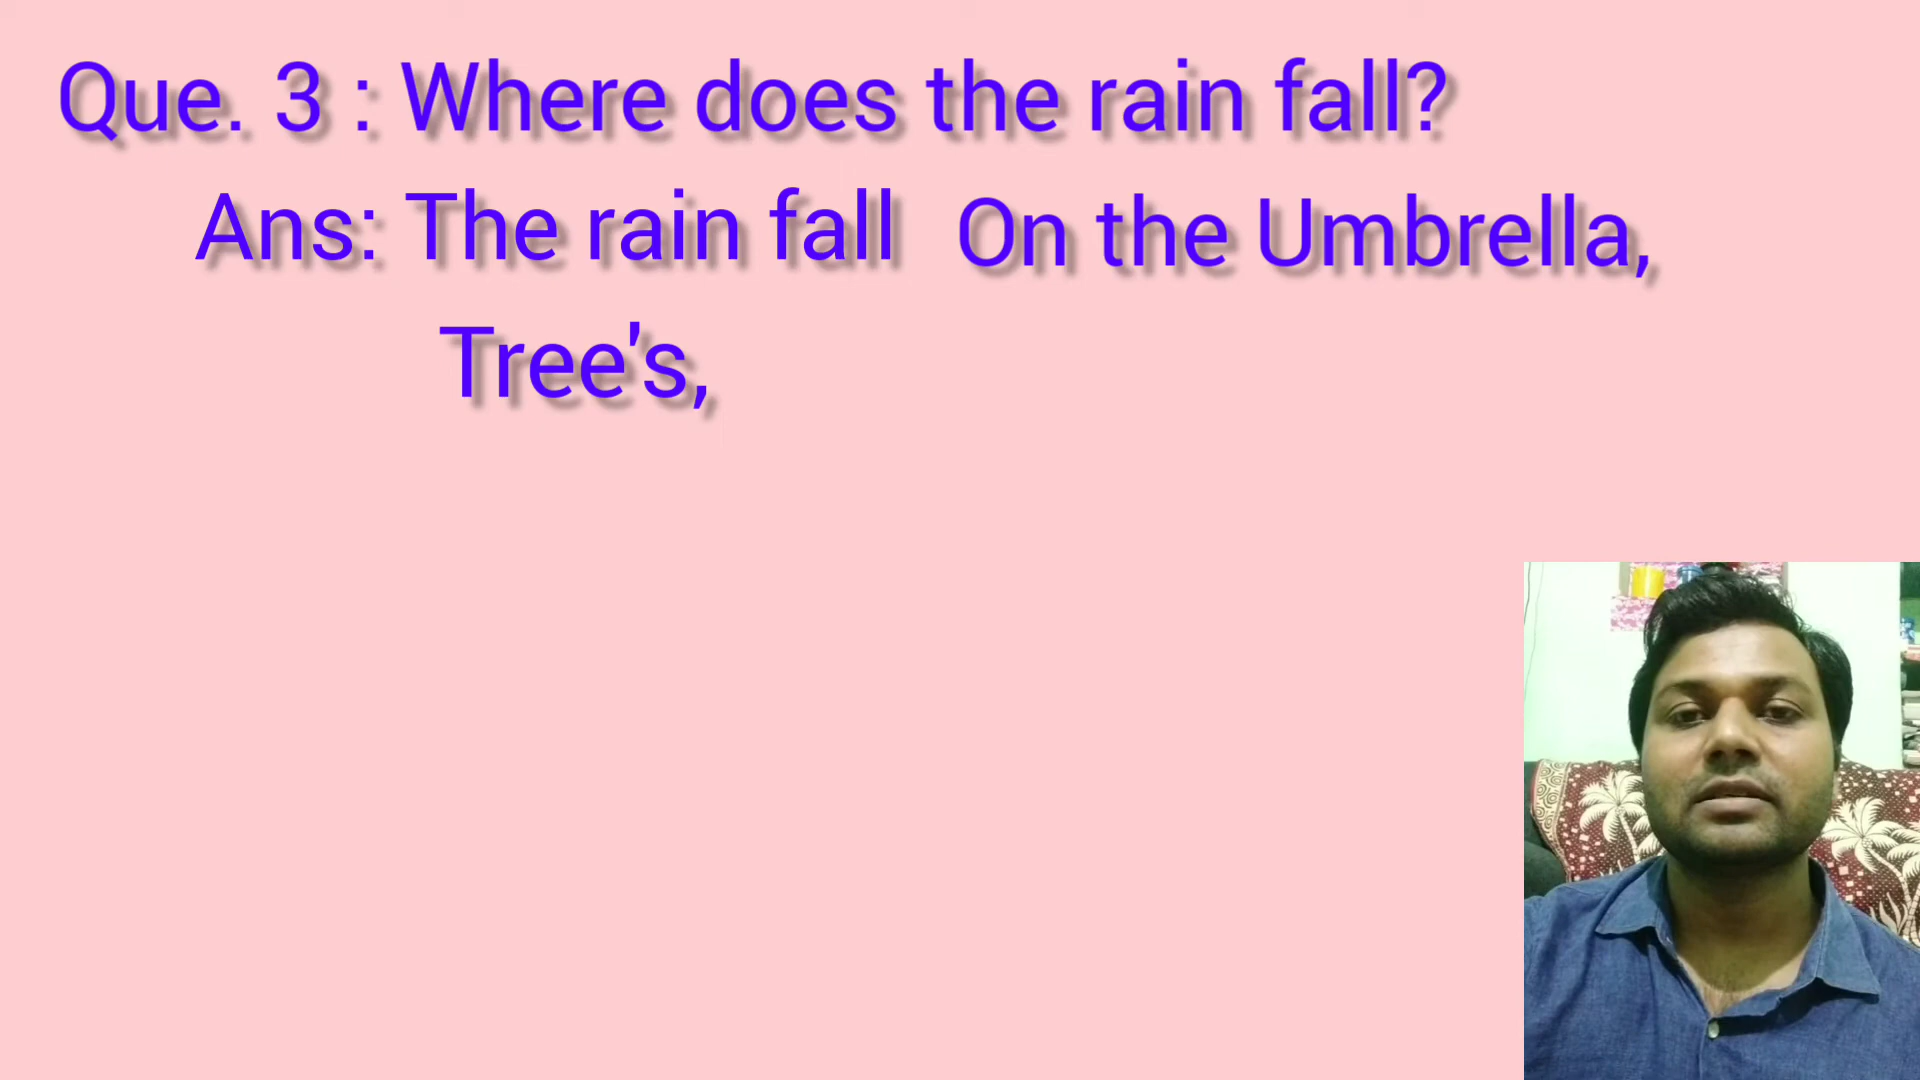 Que. 3 : Where does the rain fall?
Ans: The rain fall On the Umbrella,
Tree's,